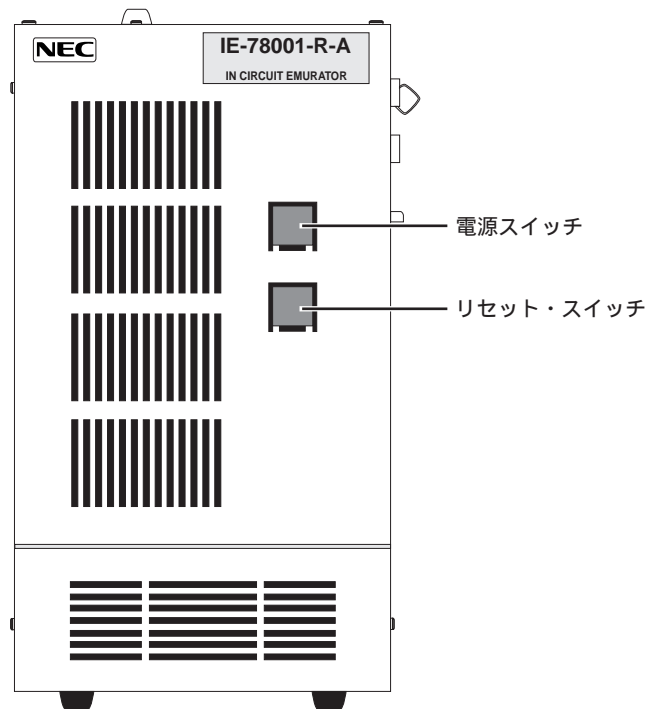 NEC
IE-78001-R-A
IN CIRCUIT EMURATOR
電源スイッチ
リセット・スイッチ